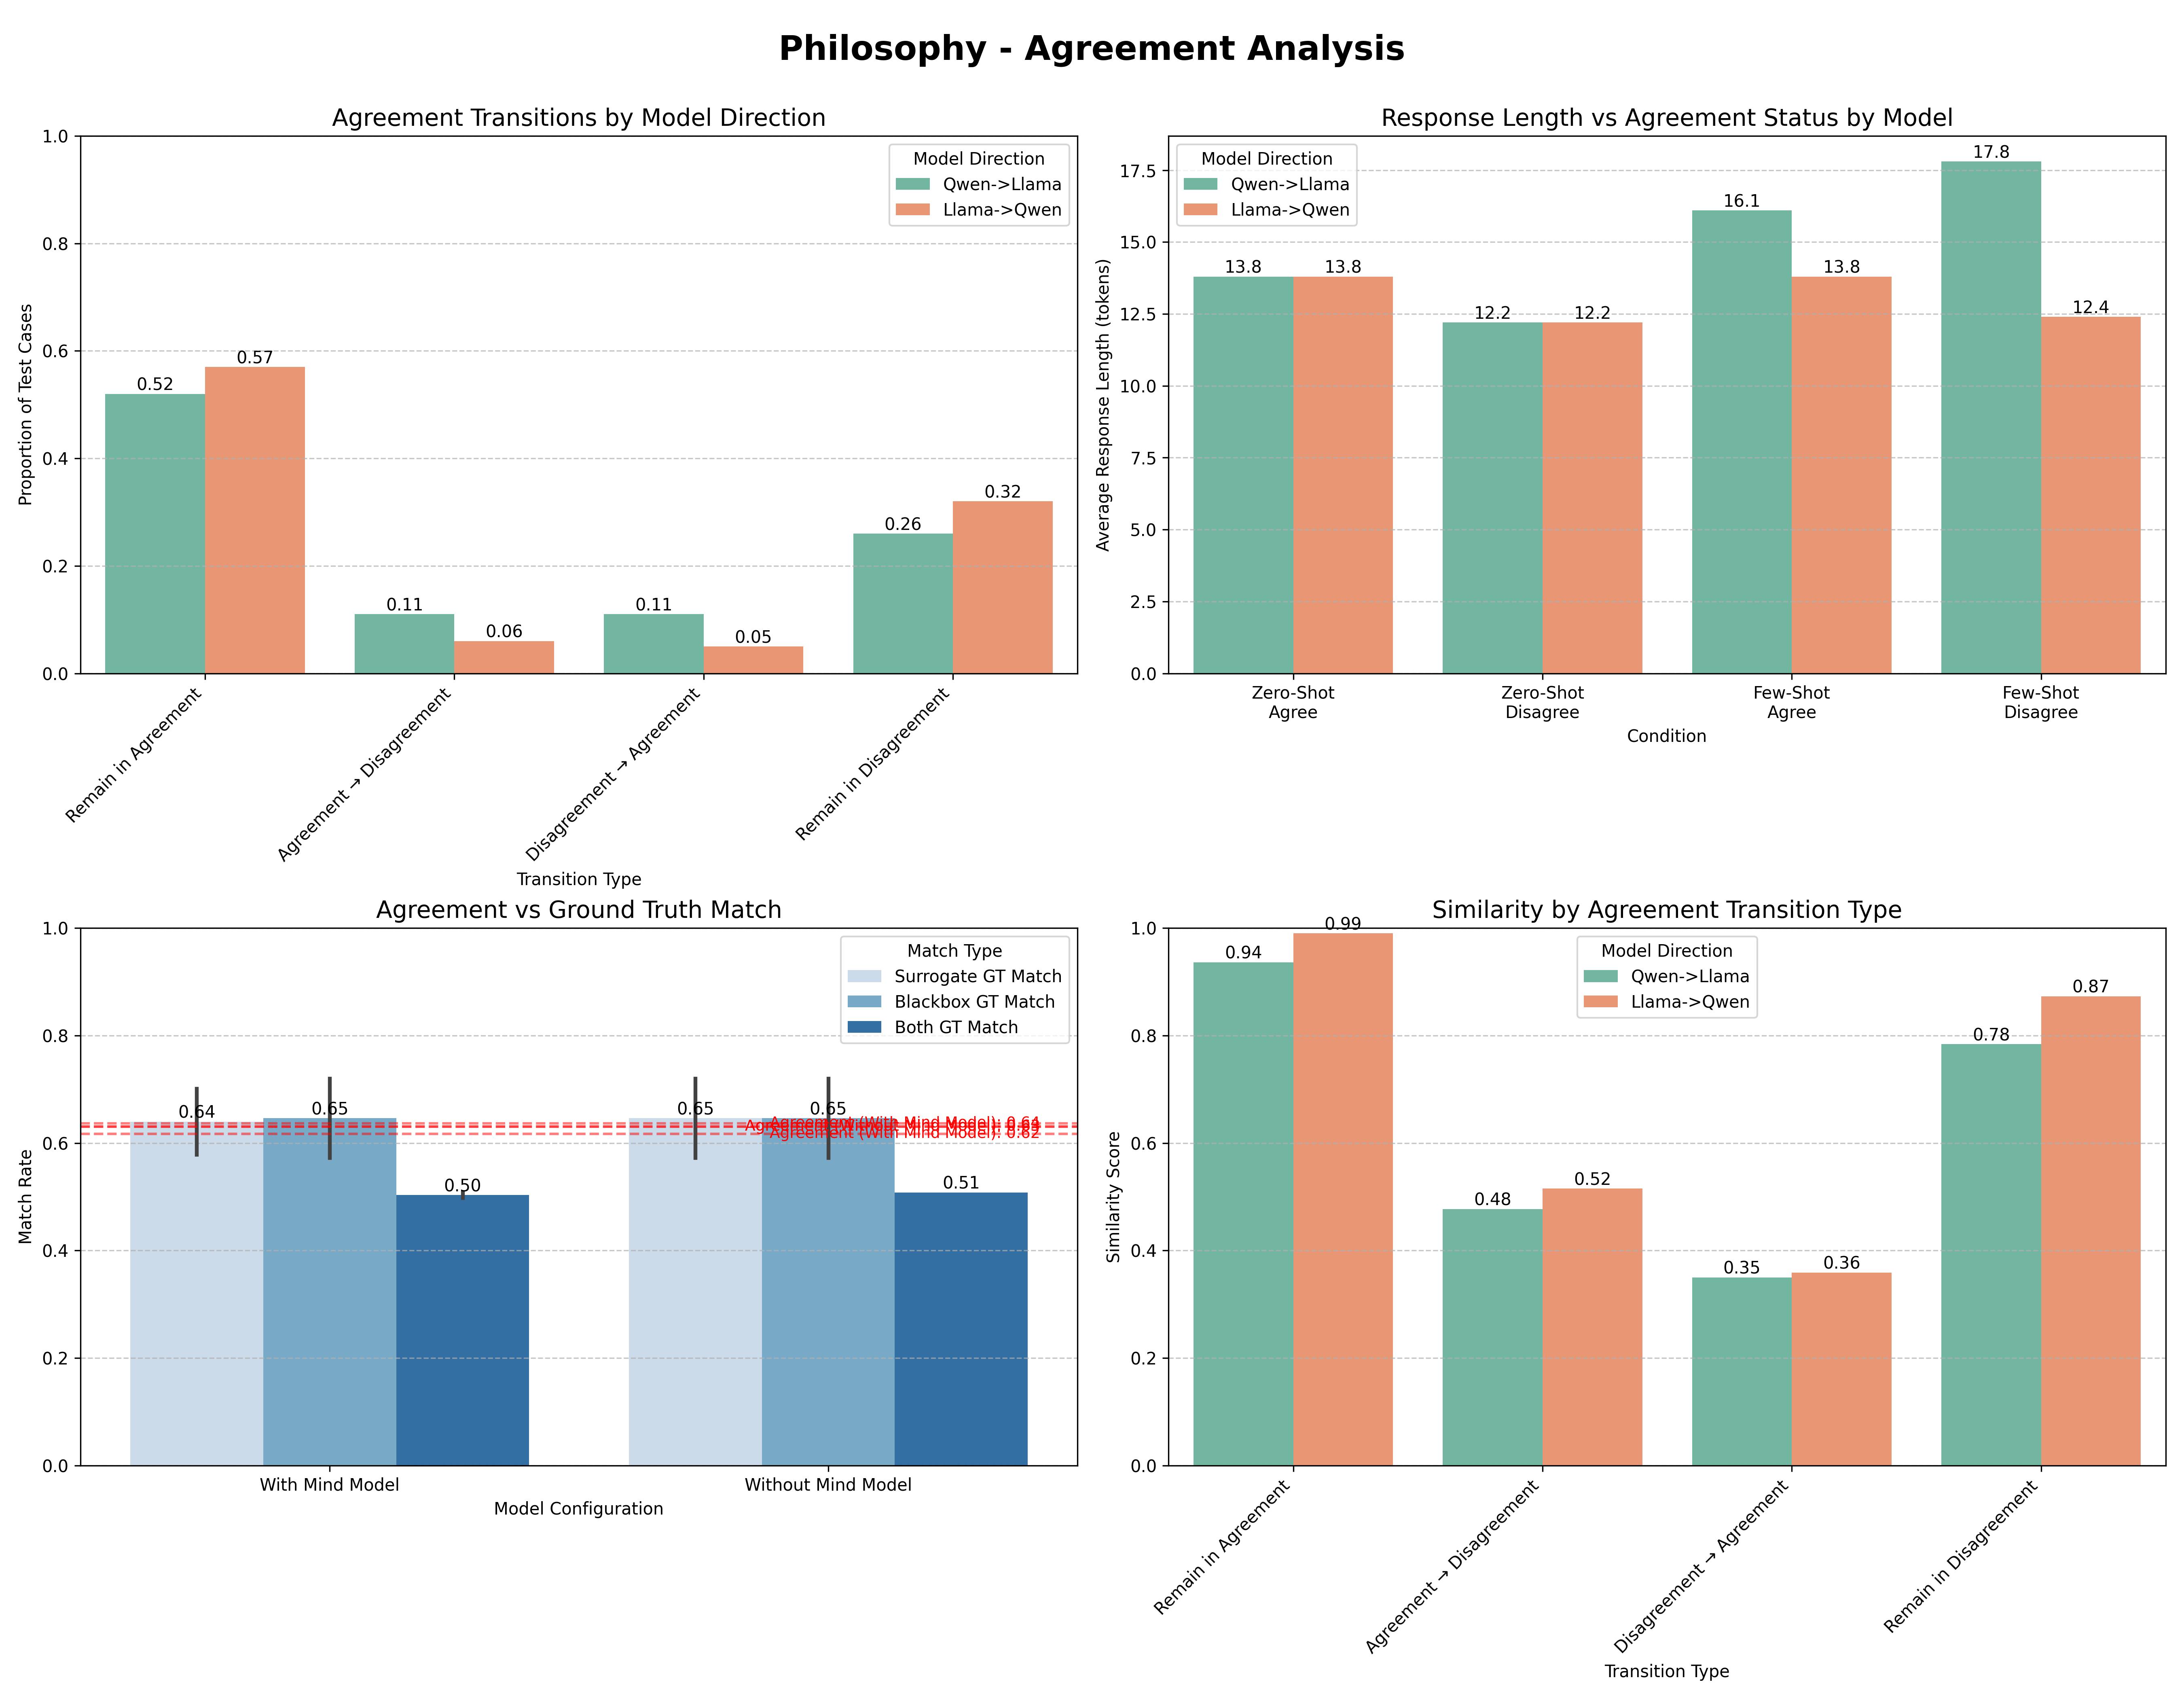 Philosophy - Agreement Analysis
Agreement Transitions by Model Direction
1.0
0.8
0.6
0.4
0.2
0.0
Proportion of Test Cases
Model Direction
Qwen->Llama
Llama->Qwen
0.52
0.57
0.11
0.06
0.11
0.05
0.26
0.32
Remain in Agreement
Agreement → Disagreement
Disagreement → Agreement
Remain in Disagreement
Transition Type
Response Length vs Agreement Status by Model
17.5
15.0
12.5
10.0
7.5
5.0
2.5
0.0
Average Response Length (tokens)
Model Direction
Qwen->Llama
Llama->Qwen
13.8
13.8
12.2
12.2
16.1
13.8
17.8
12.4
Zero-Shot
Agree
Zero-Shot
Disagree
Few-Shot
Agree
Few-Shot
Disagree
Condition
Agreement vs Ground Truth Match
1.0
0.8
0.6
0.4
0.2
0.0
Match Rate
Match Type
Surrogate GT Match
Blackbox GT Match
Both GT Match
0.64
0.65
0.50
0.65
0.65
0.51
Agreement (With Mind Model): 0.64
Agreement (With Mind Model): 0.62
With Mind Model
Without Mind Model
Model Configuration
Similarity by Agreement Transition Type
1.0
0.8
0.6
0.4
0.2
0.0
Similarity Score
Model Direction
Qwen->Llama
Llama->Qwen
0.94
0.99
0.48
0.52
0.35
0.36
0.78
0.87
Remain in Agreement
Agreement → Disagreement
Disagreement → Agreement
Remain in Disagreement
Transition Type